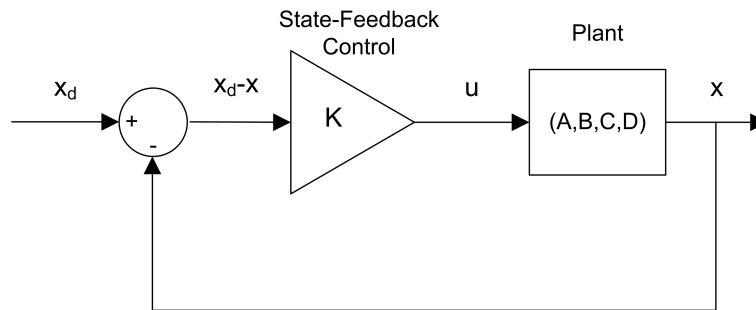 State-Feedback
Control
Plant
x_d
x_d-x
u
x
+
-
K
(A,B,C,D)